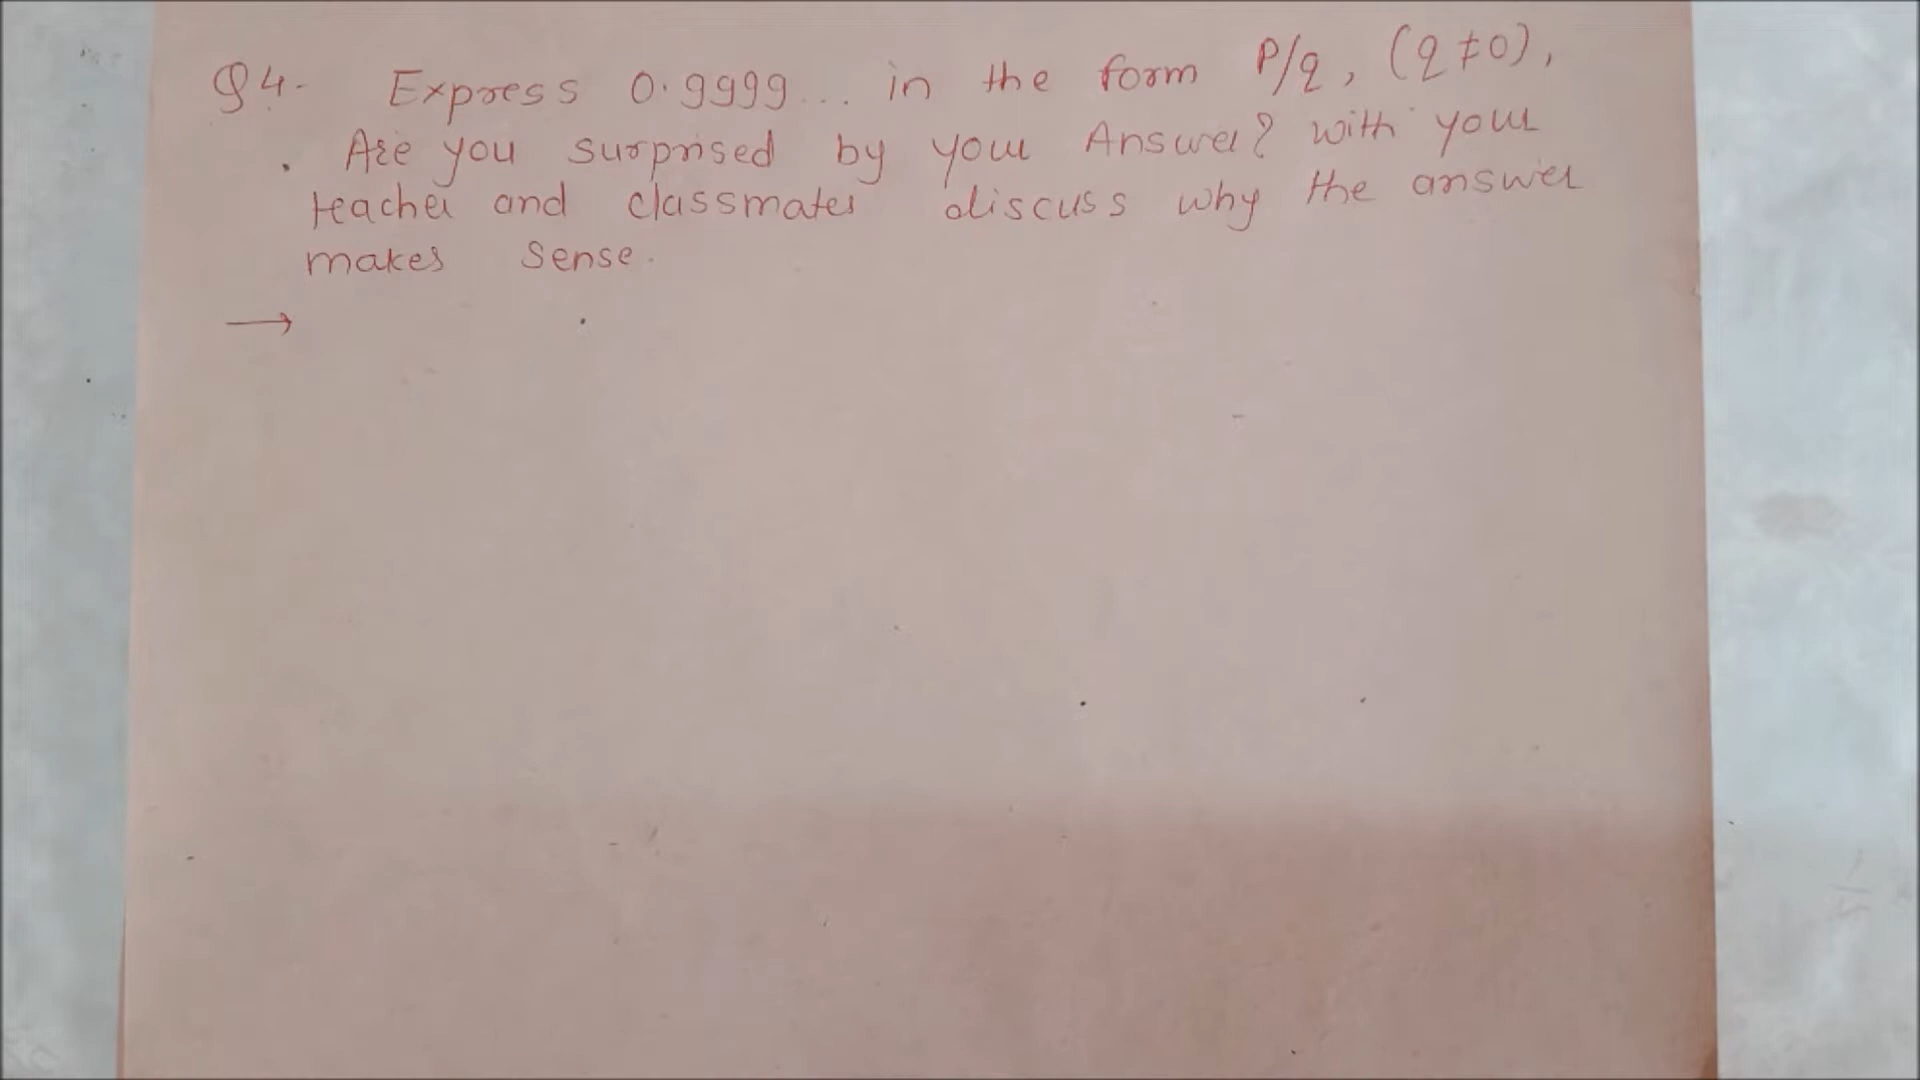 Q4. Express 0.9999... in the form P/q, (q≠0),
. Are you surprised by your Answer? with your
teacher and classmates discuss why the answer
makes sense.
→